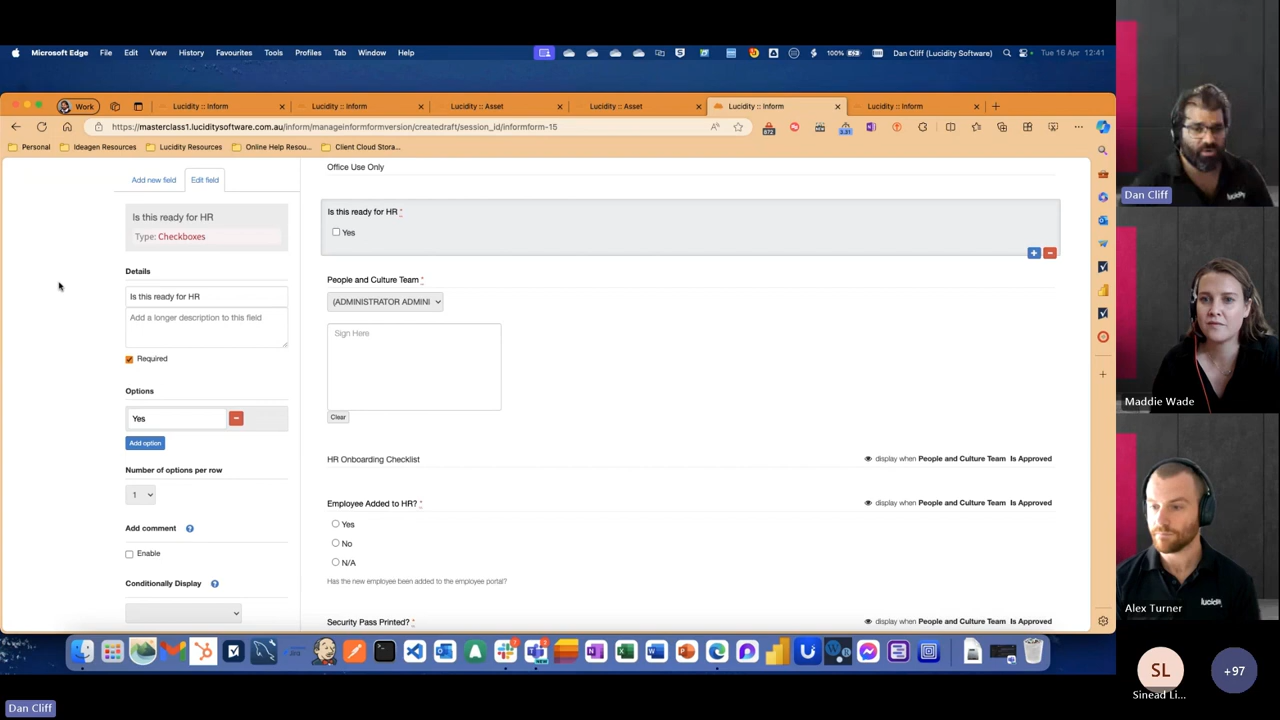 Microsoft Edge File Edit View History Favourites Tools Profiles Tab Window Help 100% Dan Cliff (Lucidity Software) Tue 16 Apr 12:41
Work Lucidity :: Inform Lucidity :: Inform Lucidity :: Asset Lucidity :: Asset Lucidity :: Inform Lucidity :: Inform
https://masterclass1.luciditysoftware.com.au/inform/manageinformformversion/createdraft/session_id/informform-15
Personal Ideagen Resources Lucidity Resources Online Help Resou... Client Cloud Stora...
Add new field Edit field
Is this ready for HR
Type: Checkboxes
Details
Is this ready for HR
Add a longer description to this field
Required
Options
Yes
Add option
Number of options per row
1
Add comment
Enable
Conditionally Display
Office Use Only
Is this ready for HR *
Yes
People and Culture Team *
(ADMINISTRATOR ADMINI
Sign Here
Clear
HR Onboarding Checklist display when People and Culture Team Is Approved
Employee Added to HR? * display when People and Culture Team Is Approved
Yes
No
N/A
Has the new employee been added to the employee portal?
Security Pass Printed? * display when People and Culture Team Is Approved
Dan Cliff
Maddie Wade
Alex Turner
lucidity
SL
Sinead Li...
+97
Dan Cliff